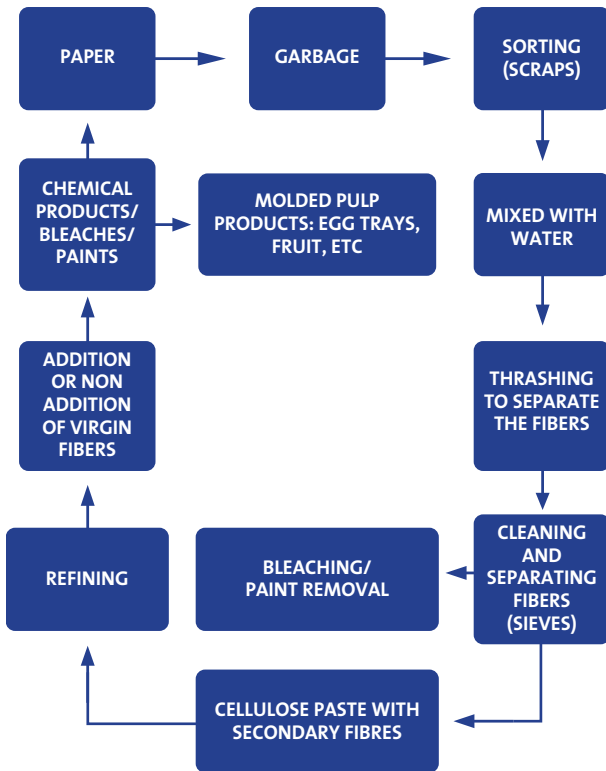 PAPER
GARBAGE
SORTING
(SCRAPS)
CHEMICAL
PRODUCTS/
BLEACHES/
PAINTS
MOLDED PULP
PRODUCTS: EGG TRAYS,
FRUIT, ETC
MIXED WITH
WATER
ADDITION
OR NON
ADDITION
OF VIRGIN
FIBERS
THRASHING
TO SEPARATE
THE FIBERS
REFINING
BLEACHING/
PAINT REMOVAL
CLEANING
AND
SEPARATING
FIBERS
(SIEVES)
CELLULOSE PASTE WITH
SECONDARY FIBRES